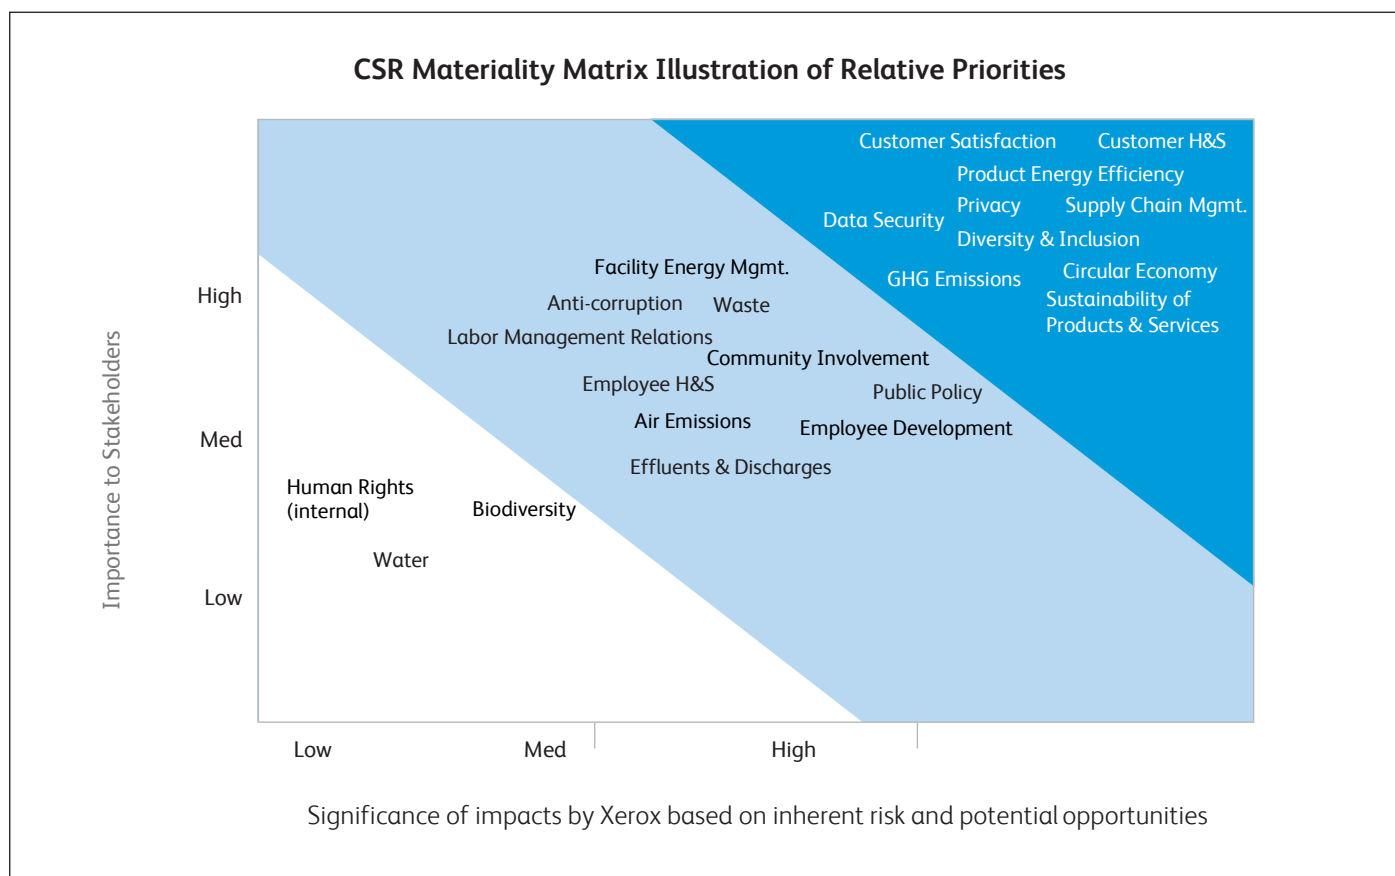 CSR Materiality Matrix Illustration of Relative Priorities
Customer Satisfaction
Customer H&S
Product Energy Efficiency
Privacy
Supply Chain Mgmt.
Data Security
Diversity & Inclusion
GHG Emissions
Circular Economy
Sustainability of
Products & Services
Facility Energy Mgmt.
Anti-corruption
Waste
Labor Management Relations
Community Involvement
Employee H&S
Public Policy
Air Emissions
Employee Development
Effluents & Discharges
Human Rights
(internal)
Biodiversity
Water
Importance to Stakeholders
High
Med
Low
Low
Med
High
Significance of impacts by Xerox based on inherent risk and potential opportunities